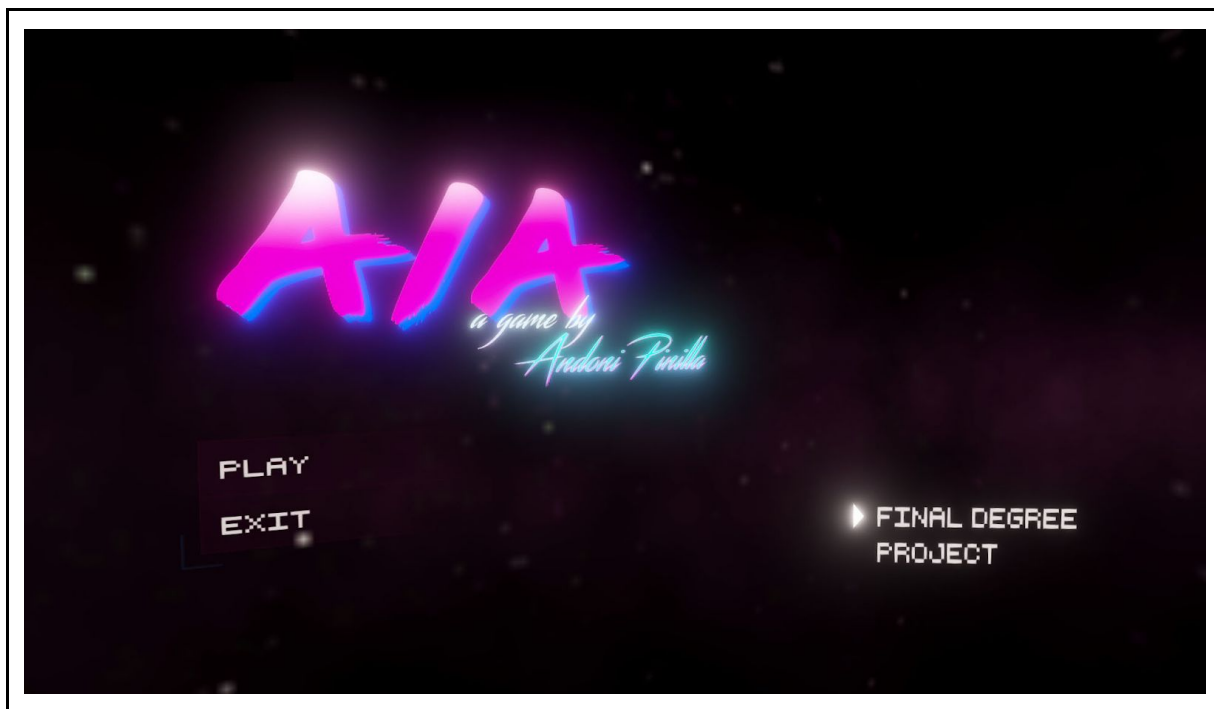 AIA
a game by
Andoni Pinilla
PLAY
EXIT
FINAL DEGREE
PROJECT